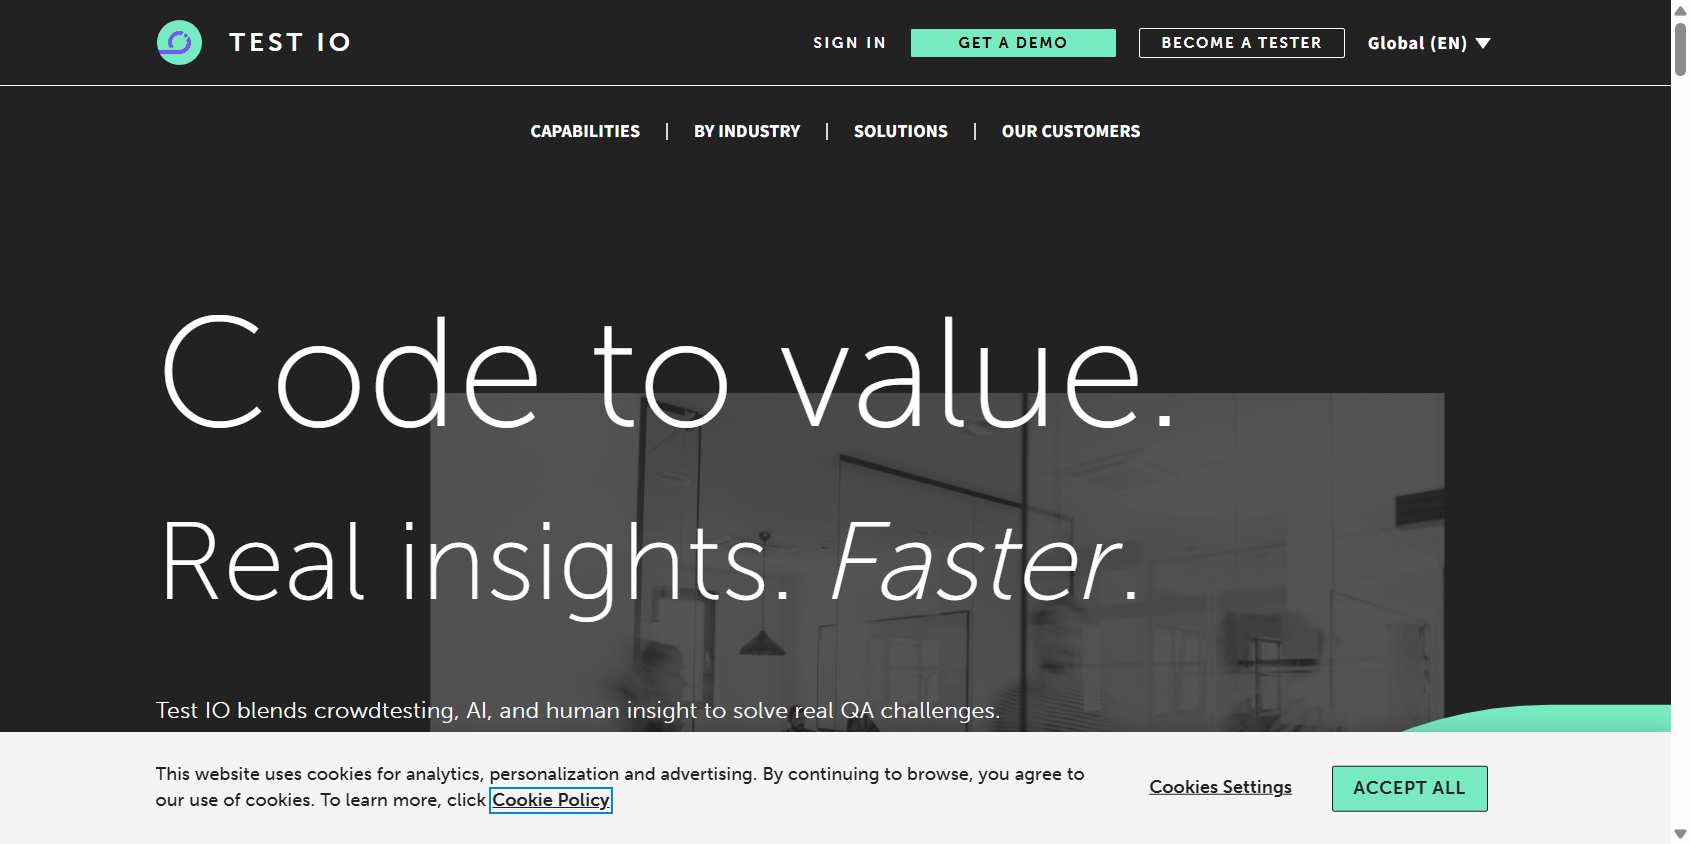 TEST IO
SIGN IN
GET A DEMO
BECOME A TESTER
Global (EN)
CAPABILITIES
BY INDUSTRY
SOLUTIONS
OUR CUSTOMERS
Code to value.
Real insights. Faster.
Test IO blends crowdtesting, AI, and human insight to solve real QA challenges.
This website uses cookies for analytics, personalization and advertising. By continuing to browse, you agree to
our use of cookies. To learn more, click Cookie Policy
Cookies Settings
ACCEPT ALL